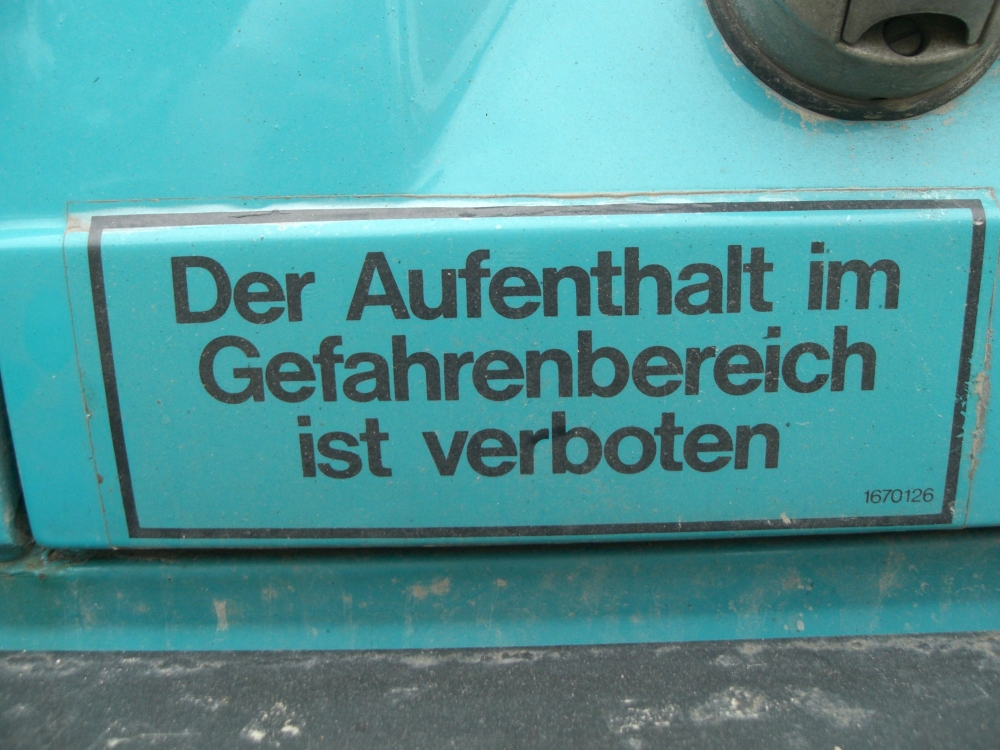 Der Aufenthalt im
Gefahrenbereich
ist verboten
1670126